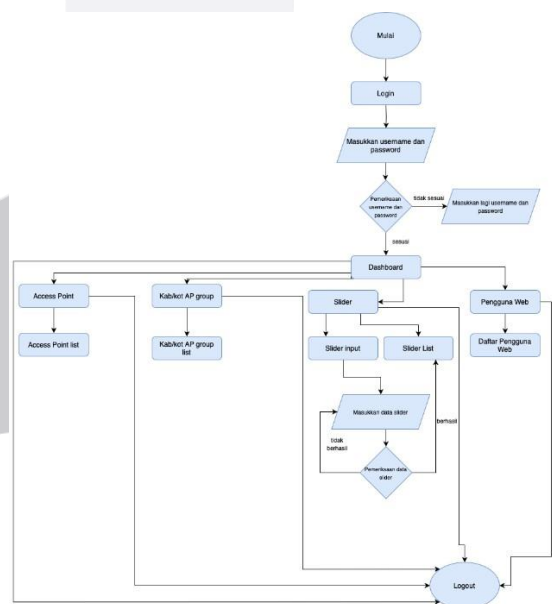 Mulai
Login
Masukkan username dan
password
Pemeriksaan
username dan
password
tidak sesuai
Masukkan lagi username dan
password
sesuai
Dashboard
Access Point
Kab/kot AP group
Slider
Pengguna Web
Access Point list
Kab/kot AP group
list
Slider input
Slider List
Daftar Pengguna
Web
Masukkan data slider
berhasil
tidak
berhasil
Pemeriksaan data
slider
Logout